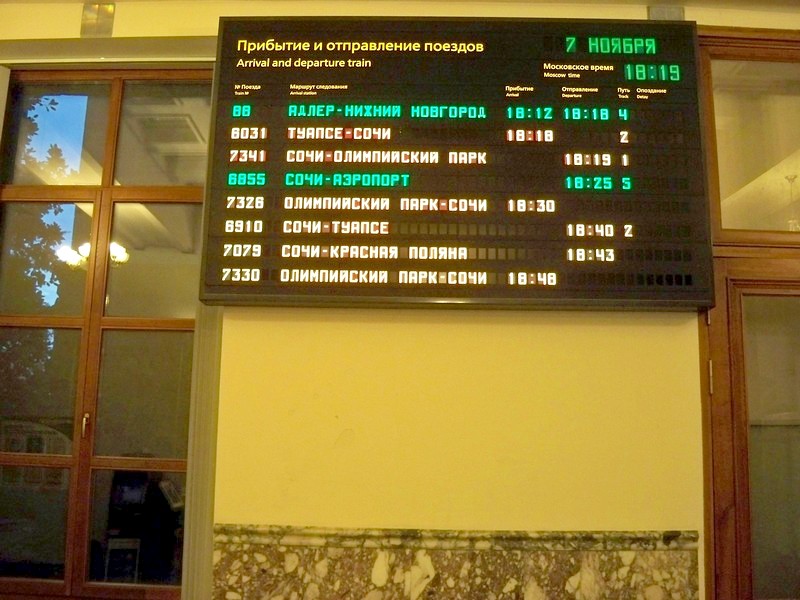 Прибытие и отправление поездов 7 НОЯБРЯ
Arrival and departure train
Московское время 18:19
Moscow time
№ Поезда Маршрут следования Прибытие Отправление Путь Опоздание
Train № Arrival station Arrival Departure Track Delay
88 АДЛЕР-НИЖНИЙ НОВГОРОД 18:12 18:18 4
8031 ТУАПСЕ-СОЧИ 18:18 2
7341 СОЧИ-ОЛИМПИЙСКИЙ ПАРК 18:19 1
6855 СОЧИ-АЭРОПОРТ 18:25 5
7326 ОЛИМПИЙСКИЙ ПАРК-СОЧИ 18:30
6910 СОЧИ-ТУАПСЕ 18:40 2
7079 СОЧИ-КРАСНАЯ ПОЛЯНА 18:43
7330 ОЛИМПИЙСКИЙ ПАРК-СОЧИ 18:48